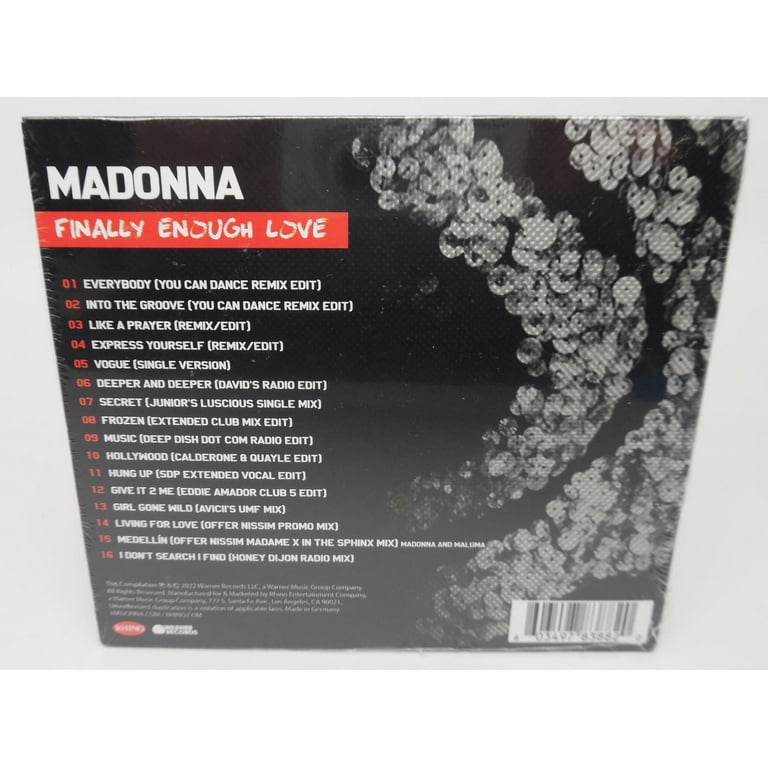 MADONNA
FINALLY ENOUGH LOVE
01 EVERYBODY (YOU CAN DANCE REMIX EDIT)
02 INTO THE GROOVE (YOU CAN DANCE REMIX EDIT)
03 LIKE A PRAYER (REMIX/EDIT)
04 EXPRESS YOURSELF (REMIX/EDIT)
05 VOGUE (SINGLE VERSION)
06 DEEPER AND DEEPER (DAVID'S RADIO EDIT)
07 SECRET (JUNIOR'S LUSCIOUS SINGLE MIX)
08 FROZEN (EXTENDED CLUB MIX EDIT)
09 MUSIC (DEEP DISH DOT COM RADIO EDIT)
10 HOLLYWOOD (CALDERONE & QUAYLE EDIT)
11 HUNG UP (SDP EXTENDED VOCAL EDIT)
12 GIVE IT 2 ME (EDDIE AMADOR CLUB 5 EDIT)
13 GIRL GONE WILD (AVICII'S UMF MIX)
14 LIVING FOR LOVE (OFFER NISSIM PROMO MIX)
15 MEDELLÍN (OFFER NISSIM MADAME X IN THE SPHINX MIX) MADONNA AND MALUMA
16 I DON'T SEARCH I FIND (HONEY DIJON RADIO MIX)
This Compilation ℗ & © 2022 Warner Records LLC, a Warner Music Group Company.
All Rights Reserved. Manufactured for & Marketed by Rhino Entertainment Company,
a Warner Music Group Company, 777 S. Santa Fe Ave., Los Angeles, CA 90021.
Unauthorized duplication is a violation of applicable laws. Made in Germany.
MADONNA.COM / RHINO.COM
RHINO
WARNER RECORDS
03497 83882